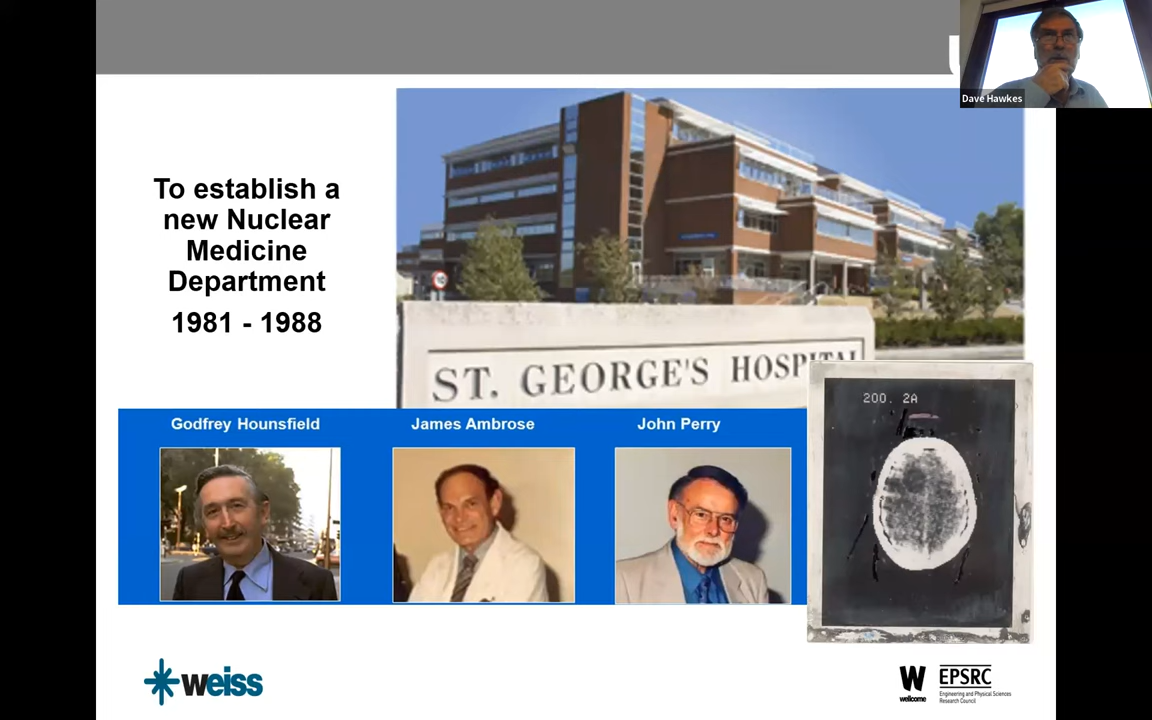 Dave Hawkes
To establish a
new Nuclear
Medicine
Department
1981 - 1988
ST. GEORGE'S HOSPITAL
Godfrey Hounsfield
James Ambrose
John Perry
200. 2A
weiss
W
wellcome
EPSRC
Engineering and Physical Sciences
Research Council